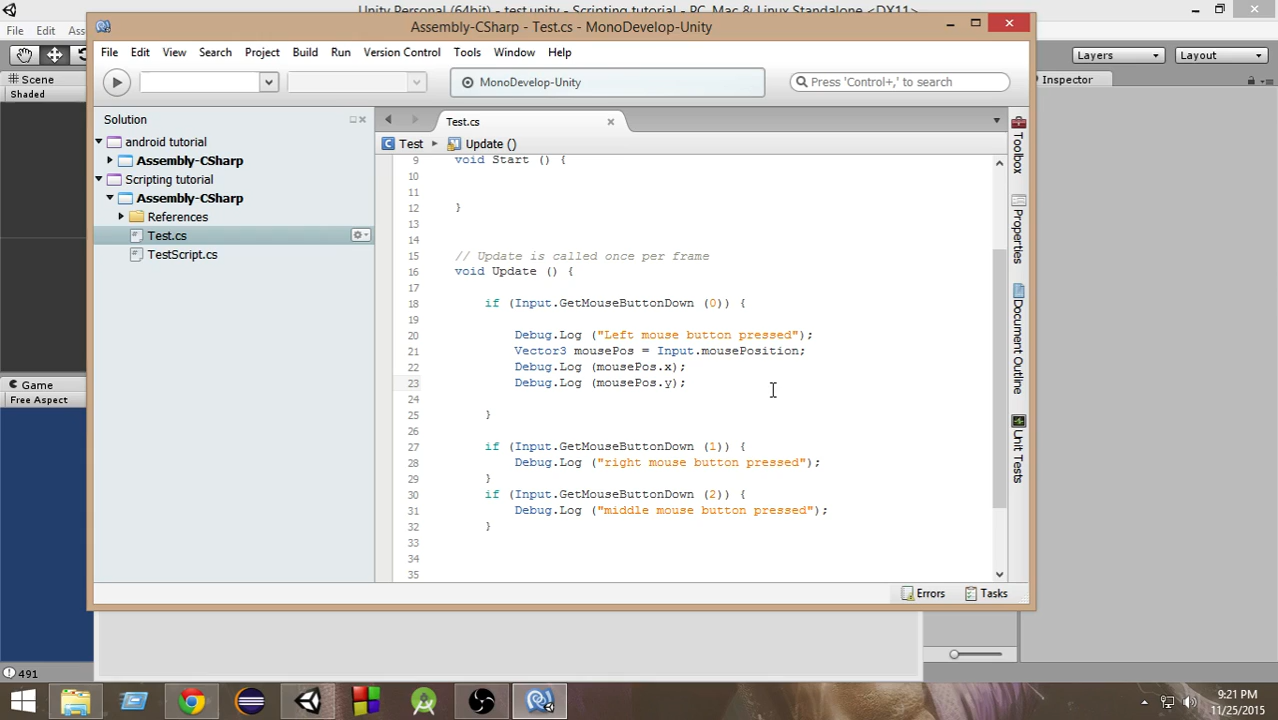 Unity Personal (64bit) - test.unity - Scripting tutorial - PC, Mac & Linux Standalone <DX11>
Assembly-CSharp - Test.cs - MonoDevelop-Unity
File Edit
File Edit View Search Project Build Run Version Control Tools Window Help
Layers
Layout
MonoDevelop-Unity
Press 'Control+,' to search
Scene
Shaded
Inspector
Solution
android tutorial
Assembly-CSharp
Scripting tutorial
Assembly-CSharp
References
Test.cs
TestScript.cs
Test.cs
Test
Update ()
9 void Start () {
10
11
12 }
13
14
15 // Update is called once per frame
16 void Update () {
17
18 if (Input.GetMouseButtonDown (0)) {
19
20 Debug.Log ("Left mouse button pressed");
21 Vector3 mousePos = Input.mousePosition;
22 Debug.Log (mousePos.x);
23 Debug.Log (mousePos.y);
24
25 }
26
27 if (Input.GetMouseButtonDown (1)) {
28 Debug.Log ("right mouse button pressed");
29 }
30 if (Input.GetMouseButtonDown (2)) {
31 Debug.Log ("middle mouse button pressed");
32 }
33
34
35
Toolbox
Properties
Document Outline
Unit Tests
Game
Free Aspect
Errors
Tasks
491
9:21 PM
11/25/2015